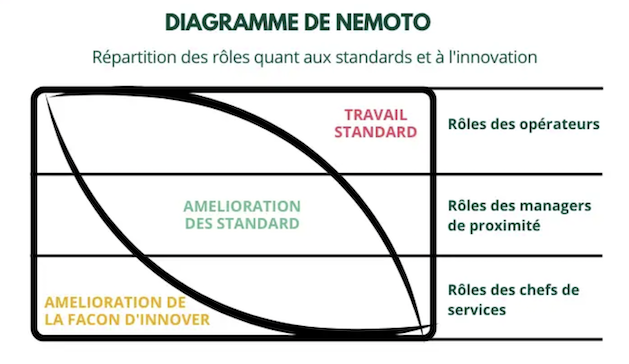 DIAGRAMME DE NEMOTO
Répartition des rôles quant aux standards et à l'innovation
TRAVAIL
STANDARD
Rôles des opérateurs
AMELIORATION
DES STANDARD
Rôles des managers
de proximité
AMELIORATION DE
LA FACON D'INNOVER
Rôles des chefs de
services